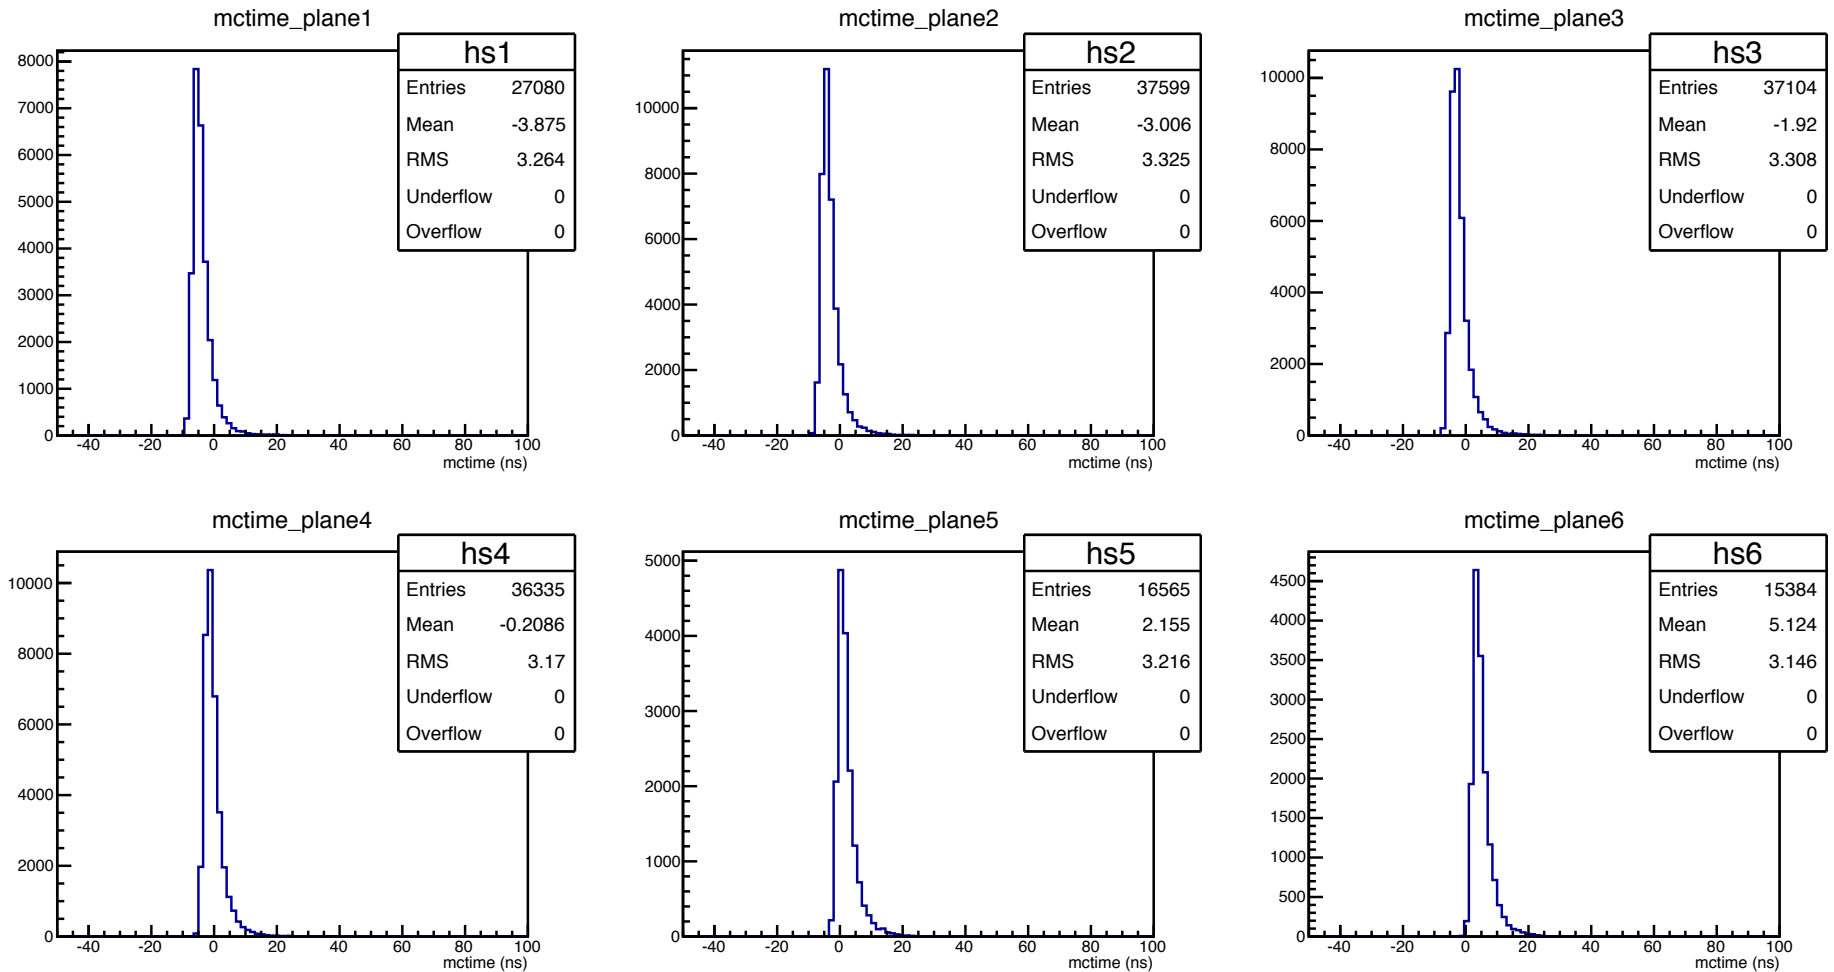 mctime_plane1
hs1
Entries 27080
Mean -3.875
RMS 3.264
Underflow 0
Overflow 0
8000
7000
6000
5000
4000
3000
2000
1000
0
-40 -20 0 20 40 60 80 100
mctime (ns)
mctime_plane2
hs2
Entries 37599
Mean -3.006
RMS 3.325
Underflow 0
Overflow 0
10000
8000
6000
4000
2000
0
-40 -20 0 20 40 60 80 100
mctime (ns)
mctime_plane3
hs3
Entries 37104
Mean -1.92
RMS 3.308
Underflow 0
Overflow 0
10000
8000
6000
4000
2000
0
-40 -20 0 20 40 60 80 100
mctime (ns)
mctime_plane4
hs4
Entries 36335
Mean -0.2086
RMS 3.17
Underflow 0
Overflow 0
10000
8000
6000
4000
2000
0
-40 -20 0 20 40 60 80 100
mctime (ns)
mctime_plane5
hs5
Entries 16565
Mean 2.155
RMS 3.216
Underflow 0
Overflow 0
5000
4000
3000
2000
1000
0
-40 -20 0 20 40 60 80 100
mctime (ns)
mctime_plane6
hs6
Entries 15384
Mean 5.124
RMS 3.146
Underflow 0
Overflow 0
4500
4000
3500
3000
2500
2000
1500
1000
500
0
-40 -20 0 20 40 60 80 100
mctime (ns)